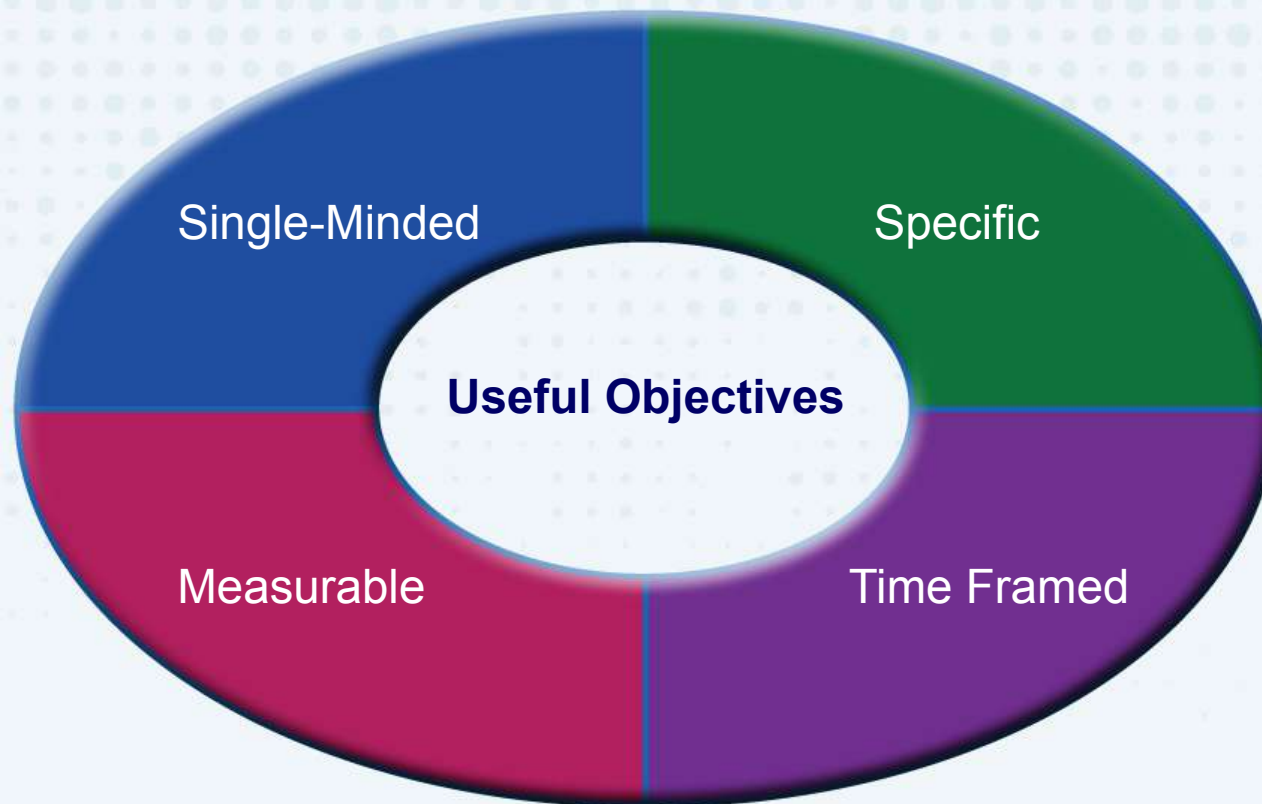 Single-Minded
Specific
Useful Objectives
Measurable
Time Framed